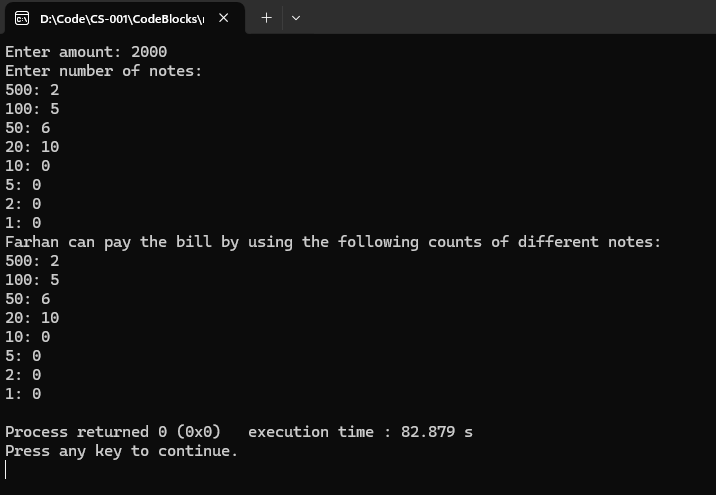 D:\Code\CS-001\CodeBlocks\
Enter amount: 2000
Enter number of notes:
500: 2
100: 5
50: 6
20: 10
10: 0
5: 0
2: 0
1: 0
Farhan can pay the bill by using the following counts of different notes:
500: 2
100: 5
50: 6
20: 10
10: 0
5: 0
2: 0
1: 0
Process returned 0 (0x0)   execution time : 82.879 s
Press any key to continue.